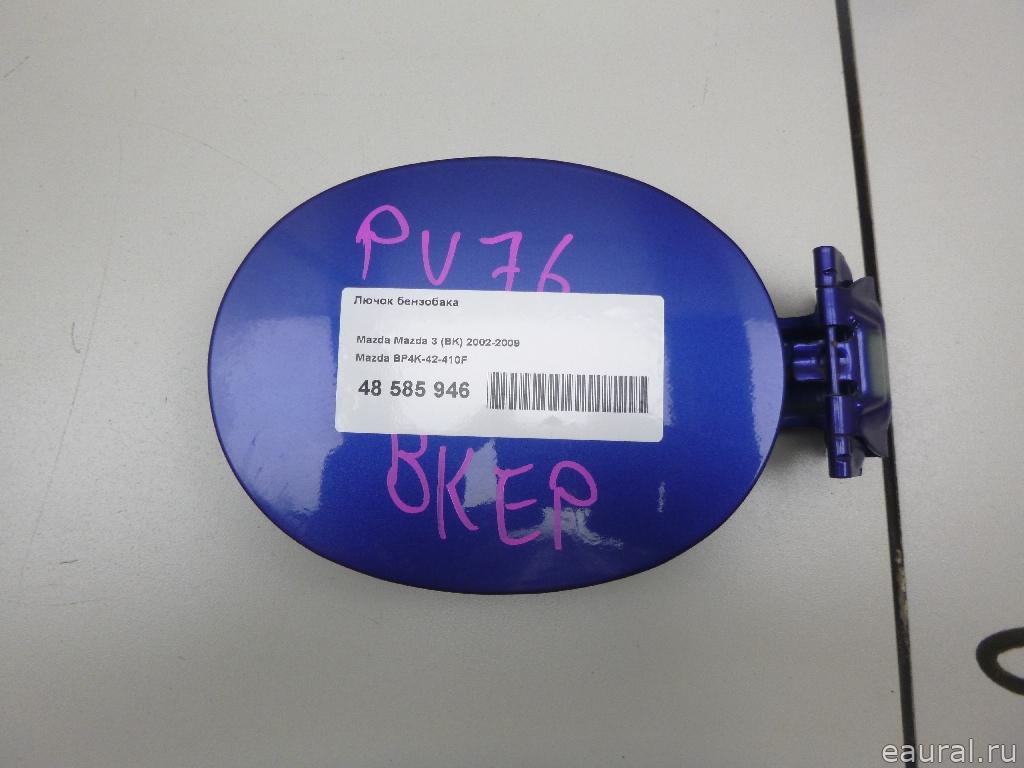 PV76
Лючок бензобака
Mazda Mazda 3 (BK) 2002-2009
Mazda BP4K-42-410F
48 585 946
BKEP
eaural.ru